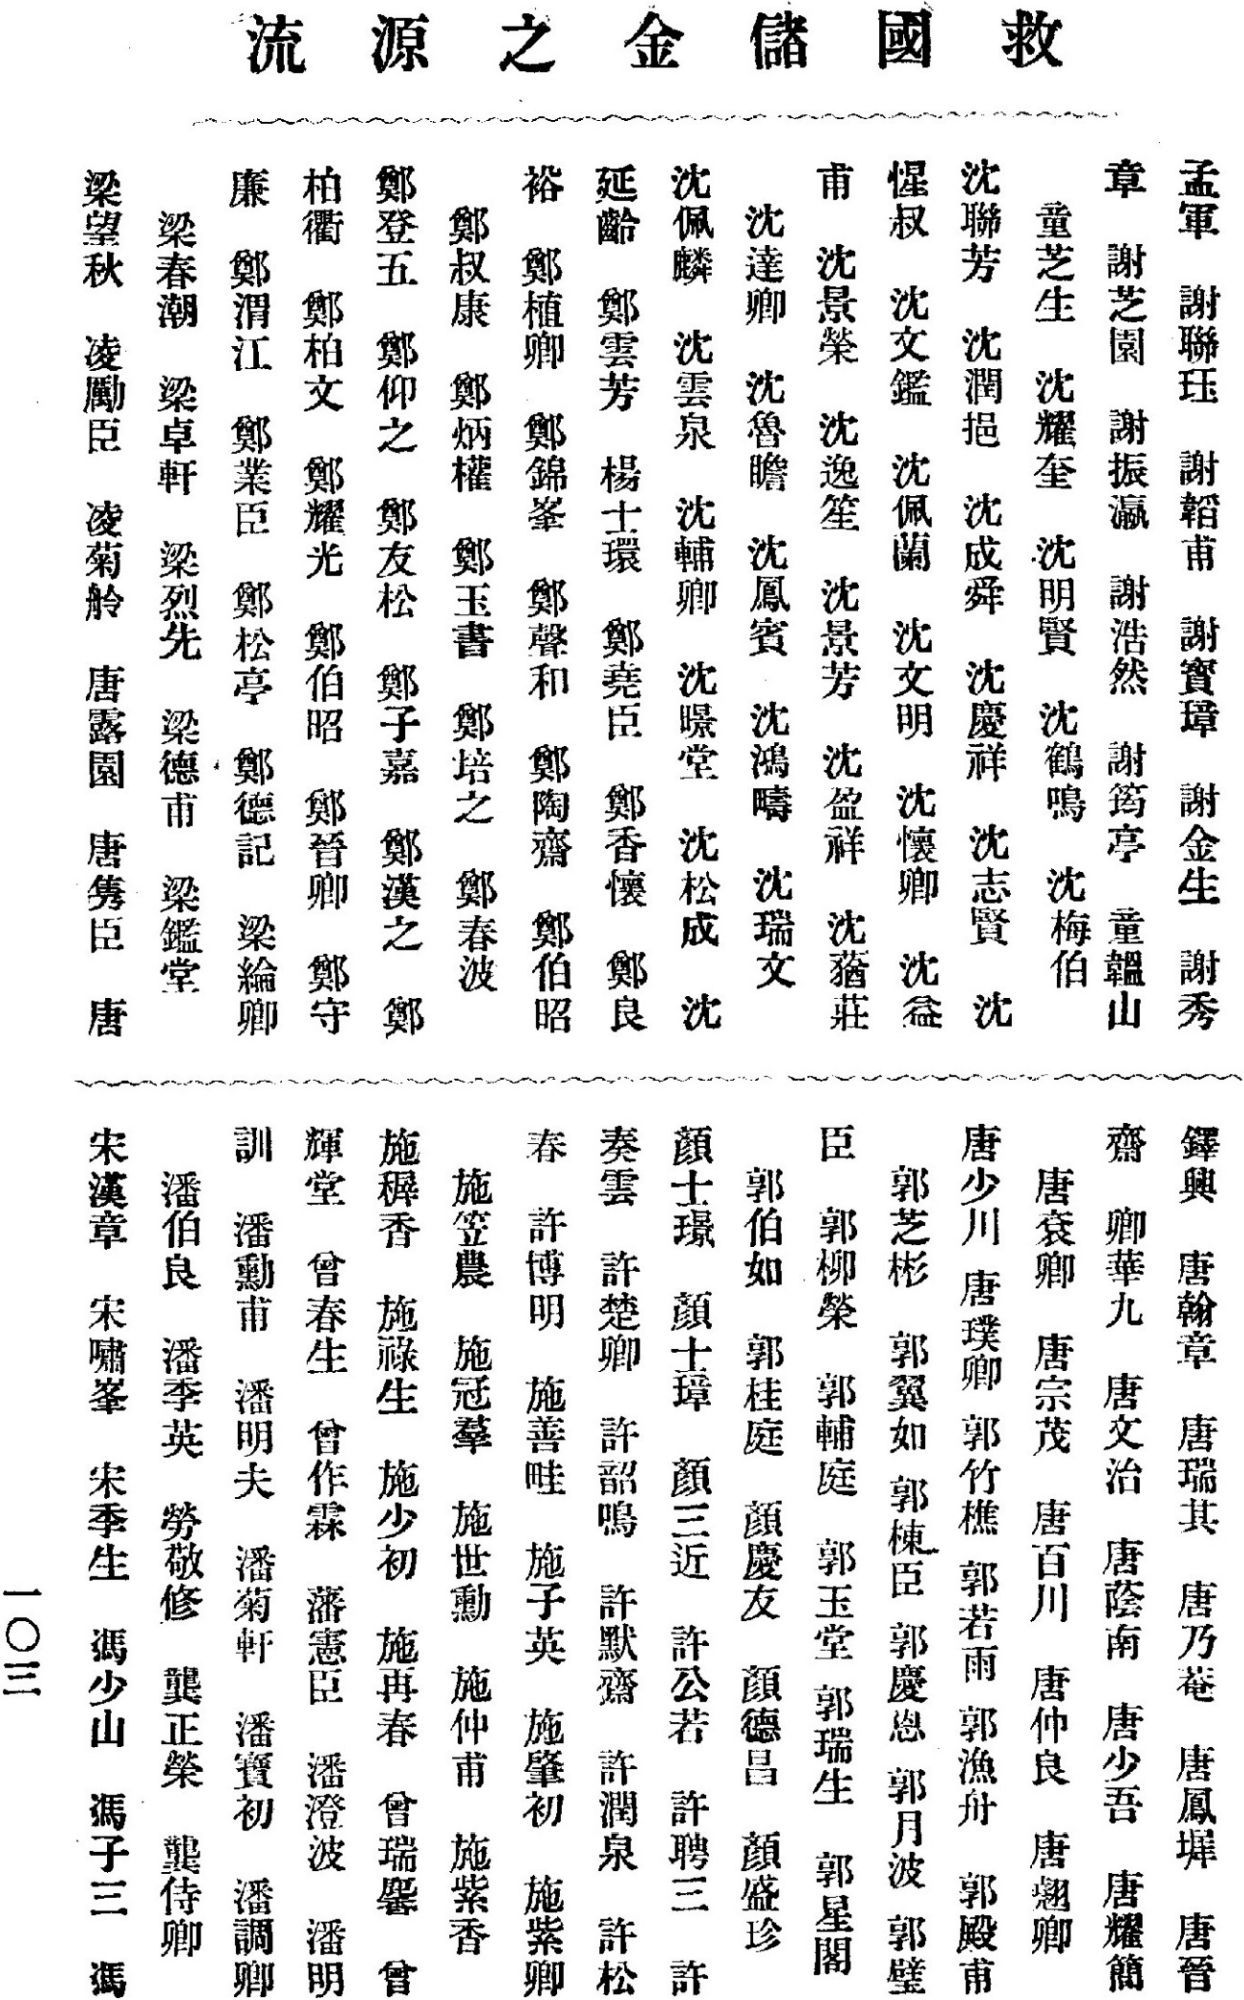 救國儲金之源流
孟軍　謝聯珏　謝韜甫　謝寶璋　謝金生　謝秀
章　謝芝園　謝振瀛　謝浩然　謝筠亭　童韞山
童芝生　沈耀奎　沈明賢　沈鶴鳴　沈梅伯
沈聯芳　沈潤挹　沈成舜　沈慶祥　沈志賢　沈
惺叔　沈文鑑　沈佩蘭　沈文明　沈懷卿　沈益
甫　沈景榮　沈逸笙　沈景芳　沈盈祥　沈蕕莊
沈達卿　沈魯瞻　沈鳳賓　沈鴻疇　沈瑞文
沈佩麟　沈雲泉　沈輔卿　沈暻堂　沈松成　沈
延齡　鄭雲芳　楊士環　鄭堯臣　鄭香懷　鄭良
裕　鄭植卿　鄭錦峯　鄭聲和　鄭陶齋　鄭伯昭
鄭叔康　鄭炳權　鄭玉書　鄭培之　鄭春波
鄭登五　鄭仰之　鄭友松　鄭子嘉　鄭漢之　鄭
柏衢　鄭柏文　鄭耀光　鄭伯昭　鄭晉卿　鄭守
廉　鄭渭江　鄭業臣　鄭松亭　鄭德記　梁綸卿
梁春潮　梁卓軒　梁烈先　梁德甫　梁鑑堂
梁望秋　凌勵臣　凌菊舲　唐露園　唐雋臣　唐
鐸興　唐翰章　唐瑞其　唐乃菴　唐鳳墀　唐晉
齋　卿華九　唐文治　唐蔭南　唐少吾　唐耀簡
唐袞卿　唐宗茂　唐百川　唐仲良　唐翹卿
唐少川　唐璞卿　郭竹樵　郭若雨　郭漁舟　郭殿甫
郭芝彬　郭翼如　郭棟臣　郭慶恩　郭月波　郭璧
臣　郭柳榮　郭輔庭　郭玉堂　郭瑞生　郭星閣
郭伯如　郭桂庭　顏慶友　顏德昌　顏盛珍
顏士璟　顏士璋　顏三近　許公若　許聘三　許
奏雲　許楚卿　許韶鳴　許默齋　許潤泉　許松
春　許博明　施善畦　施子英　施肇初　施紫卿
施笠農　施冠羣　施世勳　施仲甫　施紫香
施穉香　施祿生　施少初　施再春　曾瑞馨　曾
輝堂　曾春生　曾作霖　藩憲臣　潘澄波　潘明
訓　潘勳甫　潘明夫　潘菊軒　潘寶初　潘調卿
潘伯良　潘季英　勞敬修　龔正榮　龔侍卿
宋漢章　宋嘯峯　宋季生　馮少山　馮子三　馮
一〇三